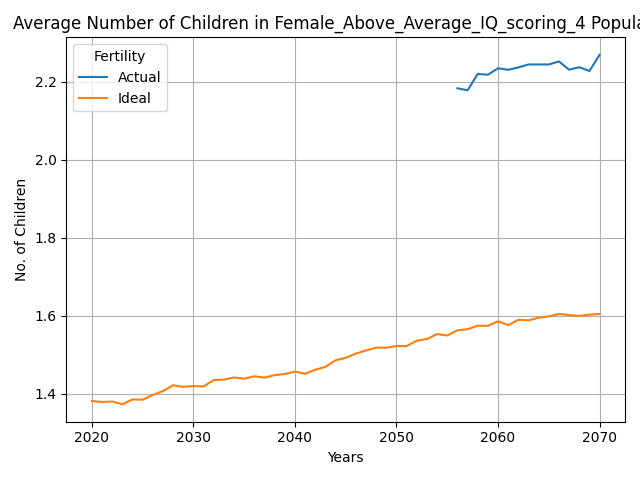 Average Number of Children in Female_Above_Average_IQ_scoring_4 Popula
Fertility
Actual
Ideal
2.2
2.0
1.8
1.6
1.4
No. of Children
2020 2030 2040 2050 2060 2070
Years